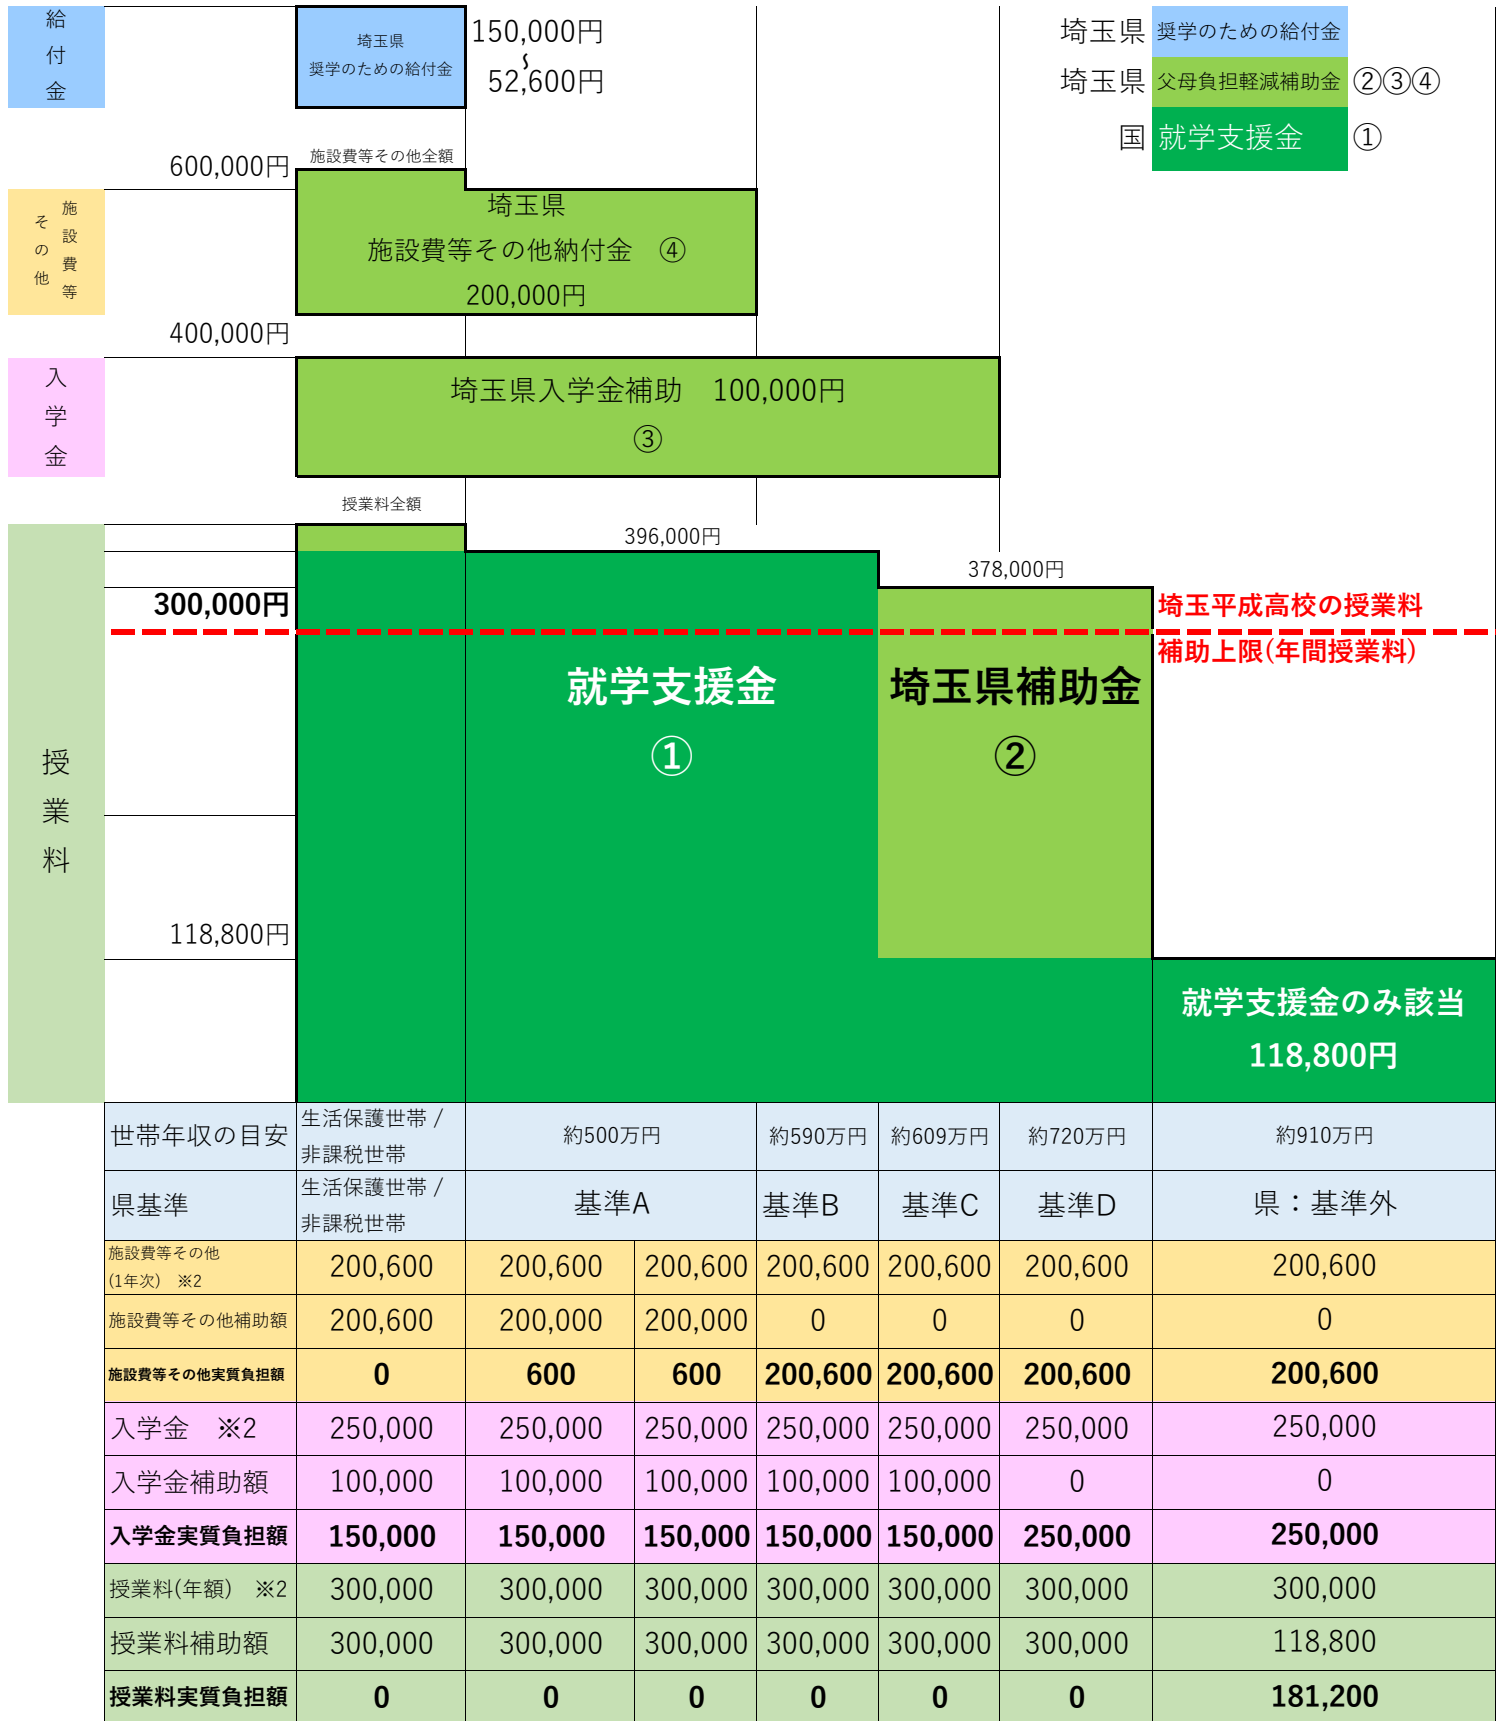 給付金
埼玉県
奨学のための給付金
150,000円
～
52,600円
埼玉県 奨学のための給付金
埼玉県 父母負担軽減補助金 ②③④
国 就学支援金 ①
600,000円
施設費等その他全額
施設費等
その他
埼玉県
施設費等その他納付金 ④
200,000円
400,000円
入学金
埼玉県入学金補助 100,000円
③
授業料全額
396,000円
378,000円
300,000円
埼玉平成高校の授業料
補助上限(年間授業料)
就学支援金
①
埼玉県補助金
②
授業料
118,800円
就学支援金のみ該当
118,800円
世帯年収の目安 生活保護世帯 / 非課税世帯 約500万円 約590万円 約609万円 約720万円 約910万円
県基準 生活保護世帯 / 非課税世帯 基準A 基準B 基準C 基準D 県：基準外
施設費等その他
(1年次) ※2 200,600 200,600 200,600 200,600 200,600 200,600 200,600
施設費等その他補助額 200,600 200,000 200,000 0 0 0 0
施設費等その他実質負担額 0 600 600 200,600 200,600 200,600 200,600
入学金 ※2 250,000 250,000 250,000 250,000 250,000 250,000 250,000
入学金補助額 100,000 100,000 100,000 100,000 100,000 0 0
入学金実質負担額 150,000 150,000 150,000 150,000 150,000 250,000 250,000
授業料(年額) ※2 300,000 300,000 300,000 300,000 300,000 300,000 300,000
授業料補助額 300,000 300,000 300,000 300,000 300,000 300,000 118,800
授業料実質負担額 0 0 0 0 0 0 181,200